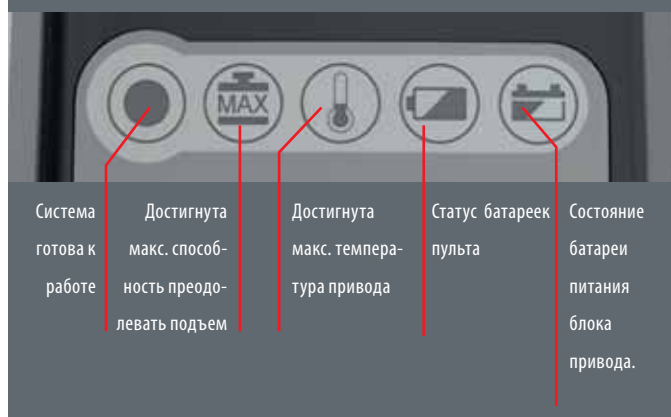 MAX
Система
готова к
работе
Достигнута
макс. способ-
ность преодо-
левать подъем
Достигнута
макс. темпера-
тура привода
Статус батареек
пульта
Состояние
батареи
питания
блока
привода.